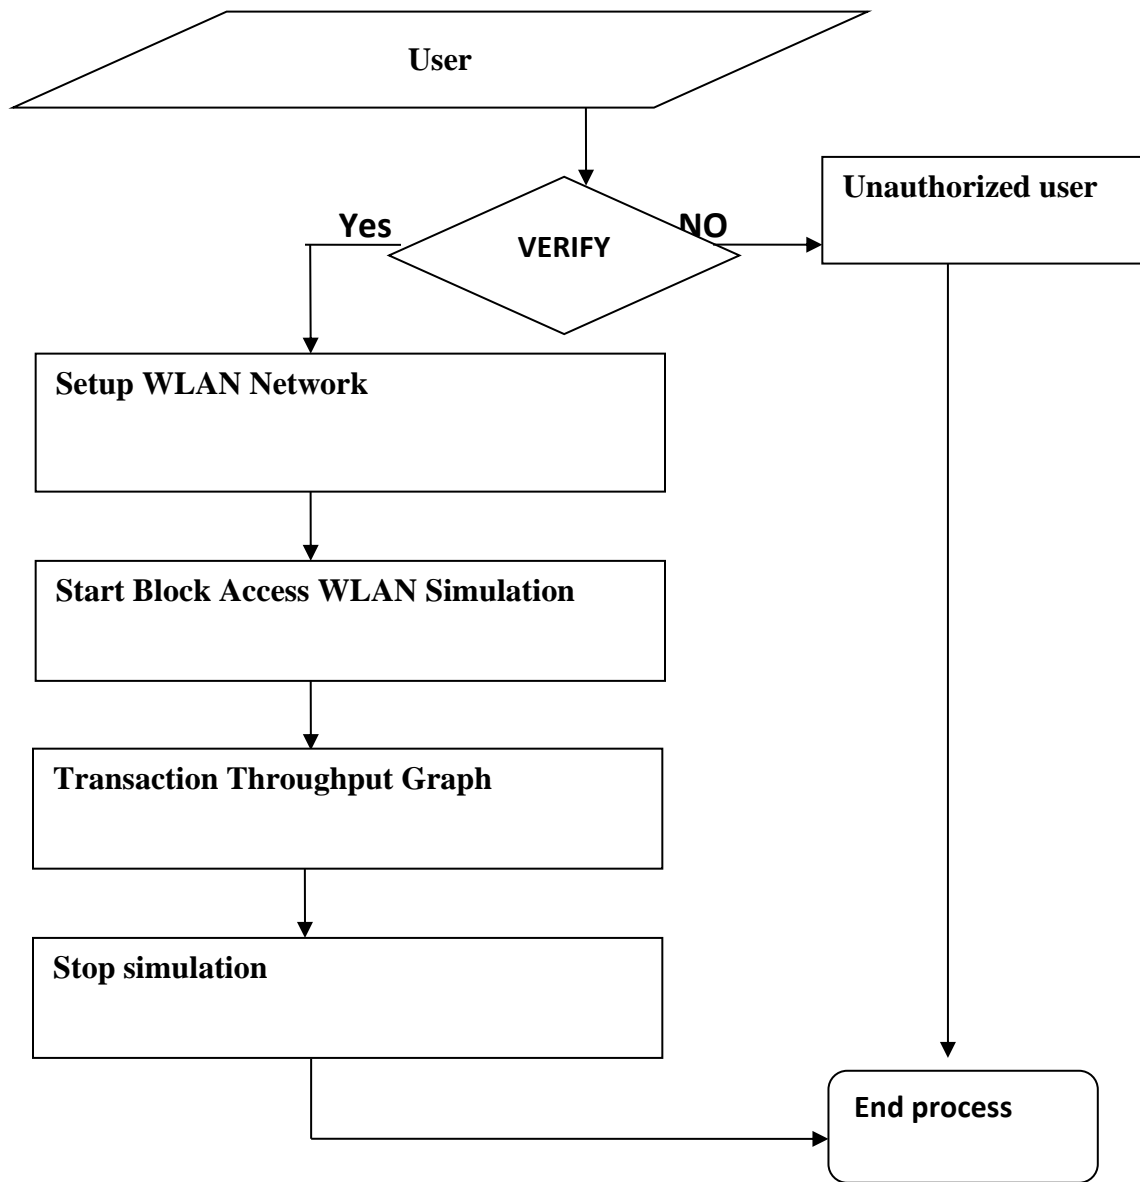 User
Unauthorized user
Yes
NO
VERIFY
Setup WLAN Network
Start Block Access WLAN Simulation
Transaction Throughput Graph
Stop simulation
End process